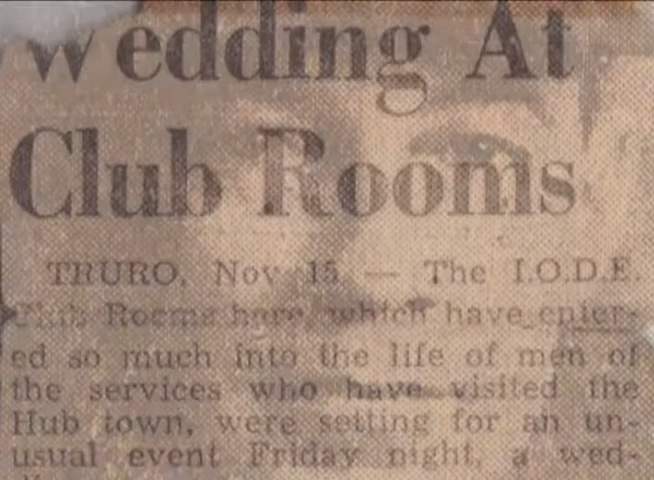 Wedding At
Club Rooms
TRURO, Nov 15 — The I.O.D.E.
Club Rooms here, which have enter-
ed so much into the life of men of
the services who have visited the
Hub town, were setting for an un-
usual event Friday night, a wed-